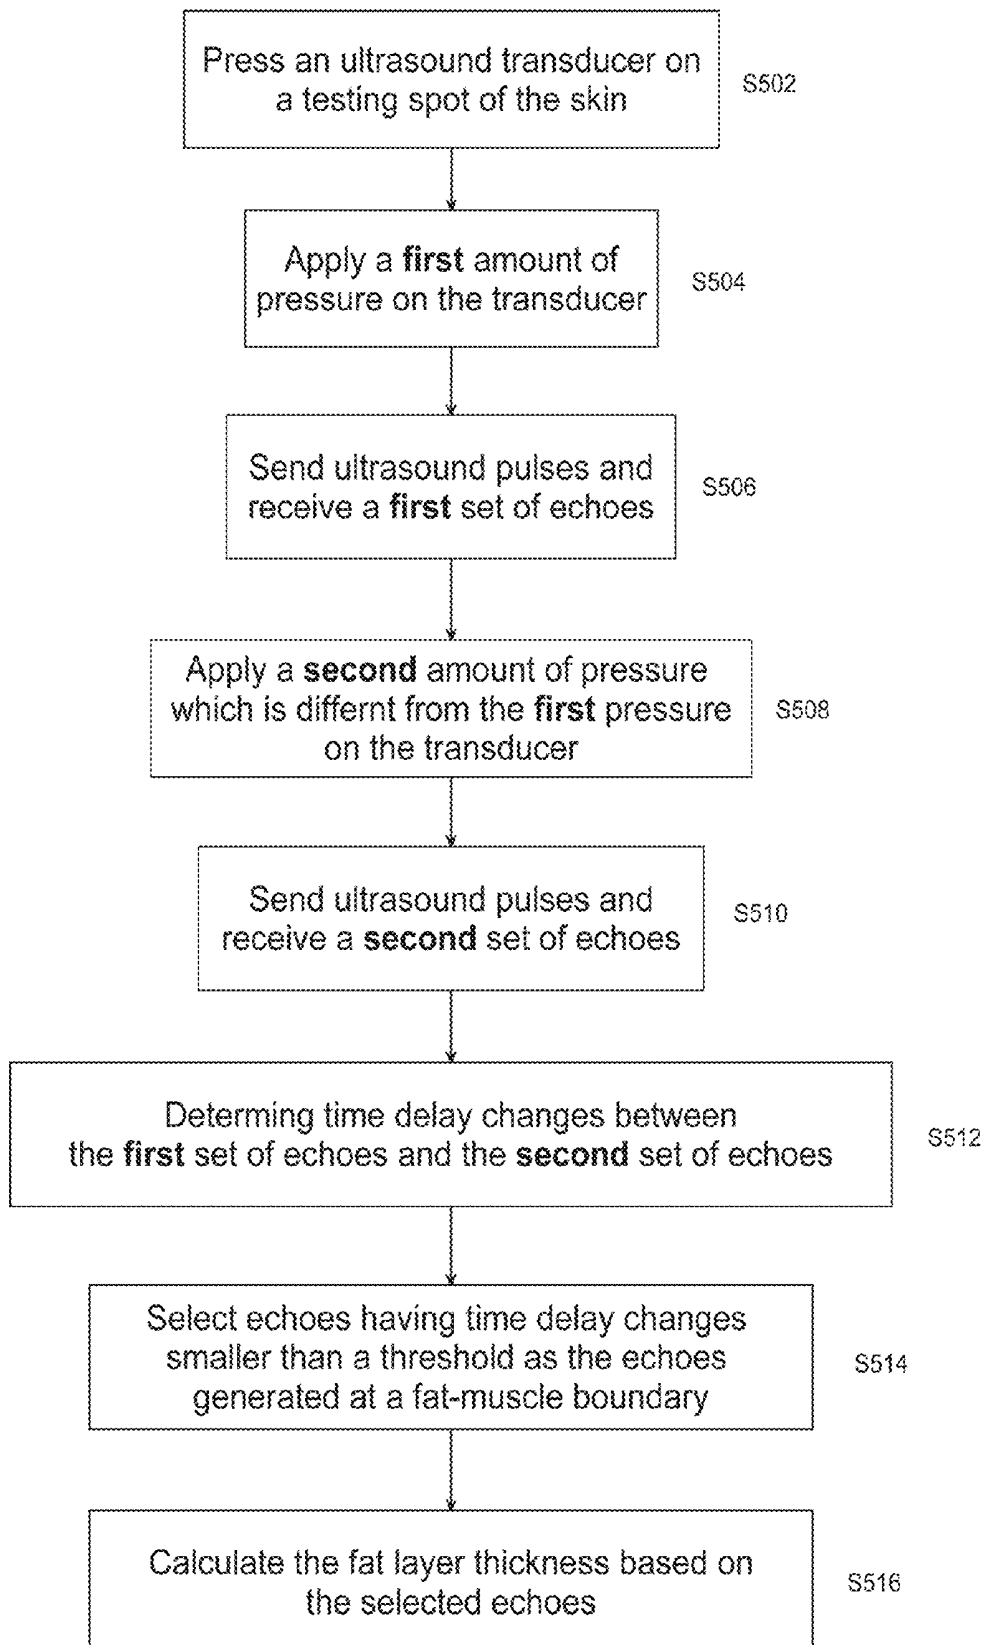 Press an ultrasound transducer on
a testing spot of the skin
S502
Apply a first amount of
pressure on the transducer
S504
Send ultrasound pulses and
receive a first set of echoes
S506
Apply a second amount of pressure
which is differnt from the first pressure
on the transducer
S508
Send ultrasound pulses and
receive a second set of echoes
S510
Determing time delay changes between
the first set of echoes and the second set of echoes
S512
Select echoes having time delay changes
smaller than a threshold as the echoes
generated at a fat-muscle boundary
S514
Calculate the fat layer thickness based on
the selected echoes
S516